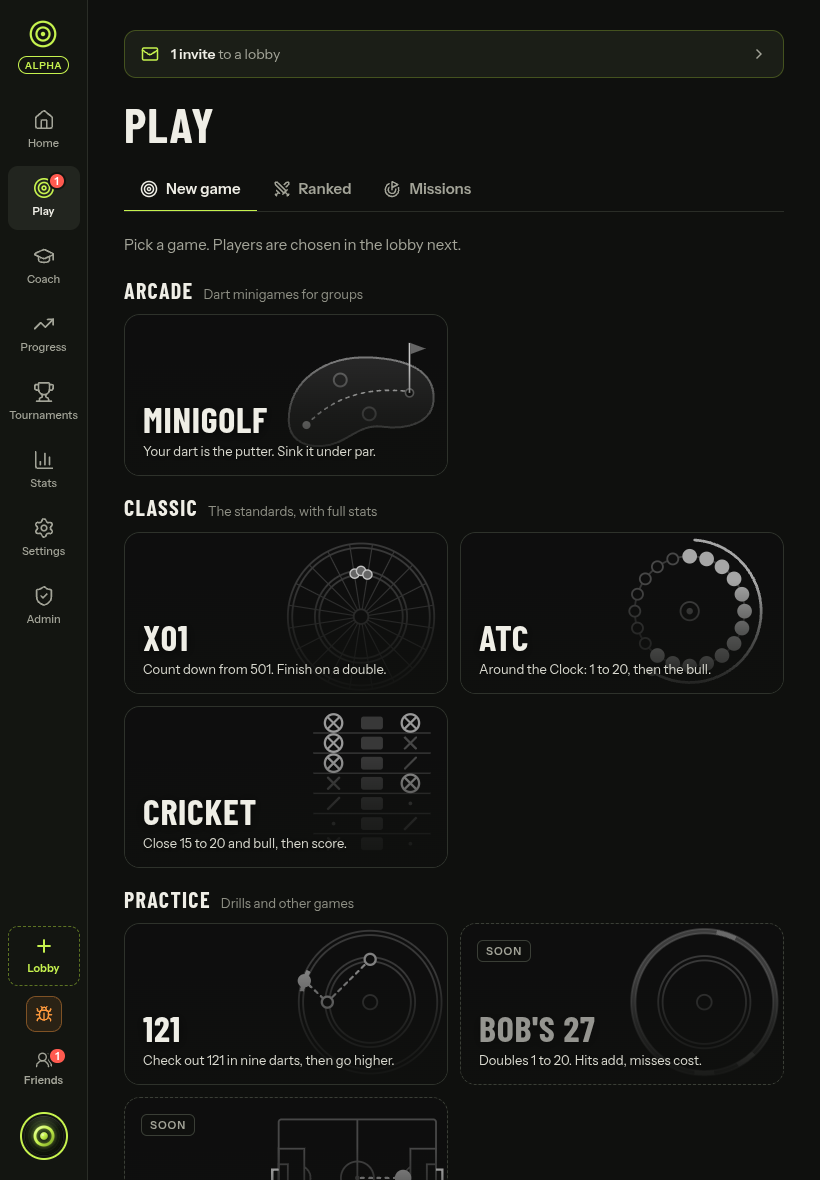 ALPHA
Home
1
Play
Coach
Progress
Tournaments
Stats
Settings
Admin
Lobby
1
Friends
1 invite to a lobby
PLAY
New game
Ranked
Missions
Pick a game. Players are chosen in the lobby next.
ARCADE Dart minigames for groups
MINIGOLF
Your dart is the putter. Sink it under par.
CLASSIC The standards, with full stats
X01
Count down from 501. Finish on a double.
ATC
Around the Clock: 1 to 20, then the bull.
CRICKET
Close 15 to 20 and bull, then score.
PRACTICE Drills and other games
121
Check out 121 in nine darts, then go higher.
SOON
BOB'S 27
Doubles 1 to 20. Hits add, misses cost.
SOON